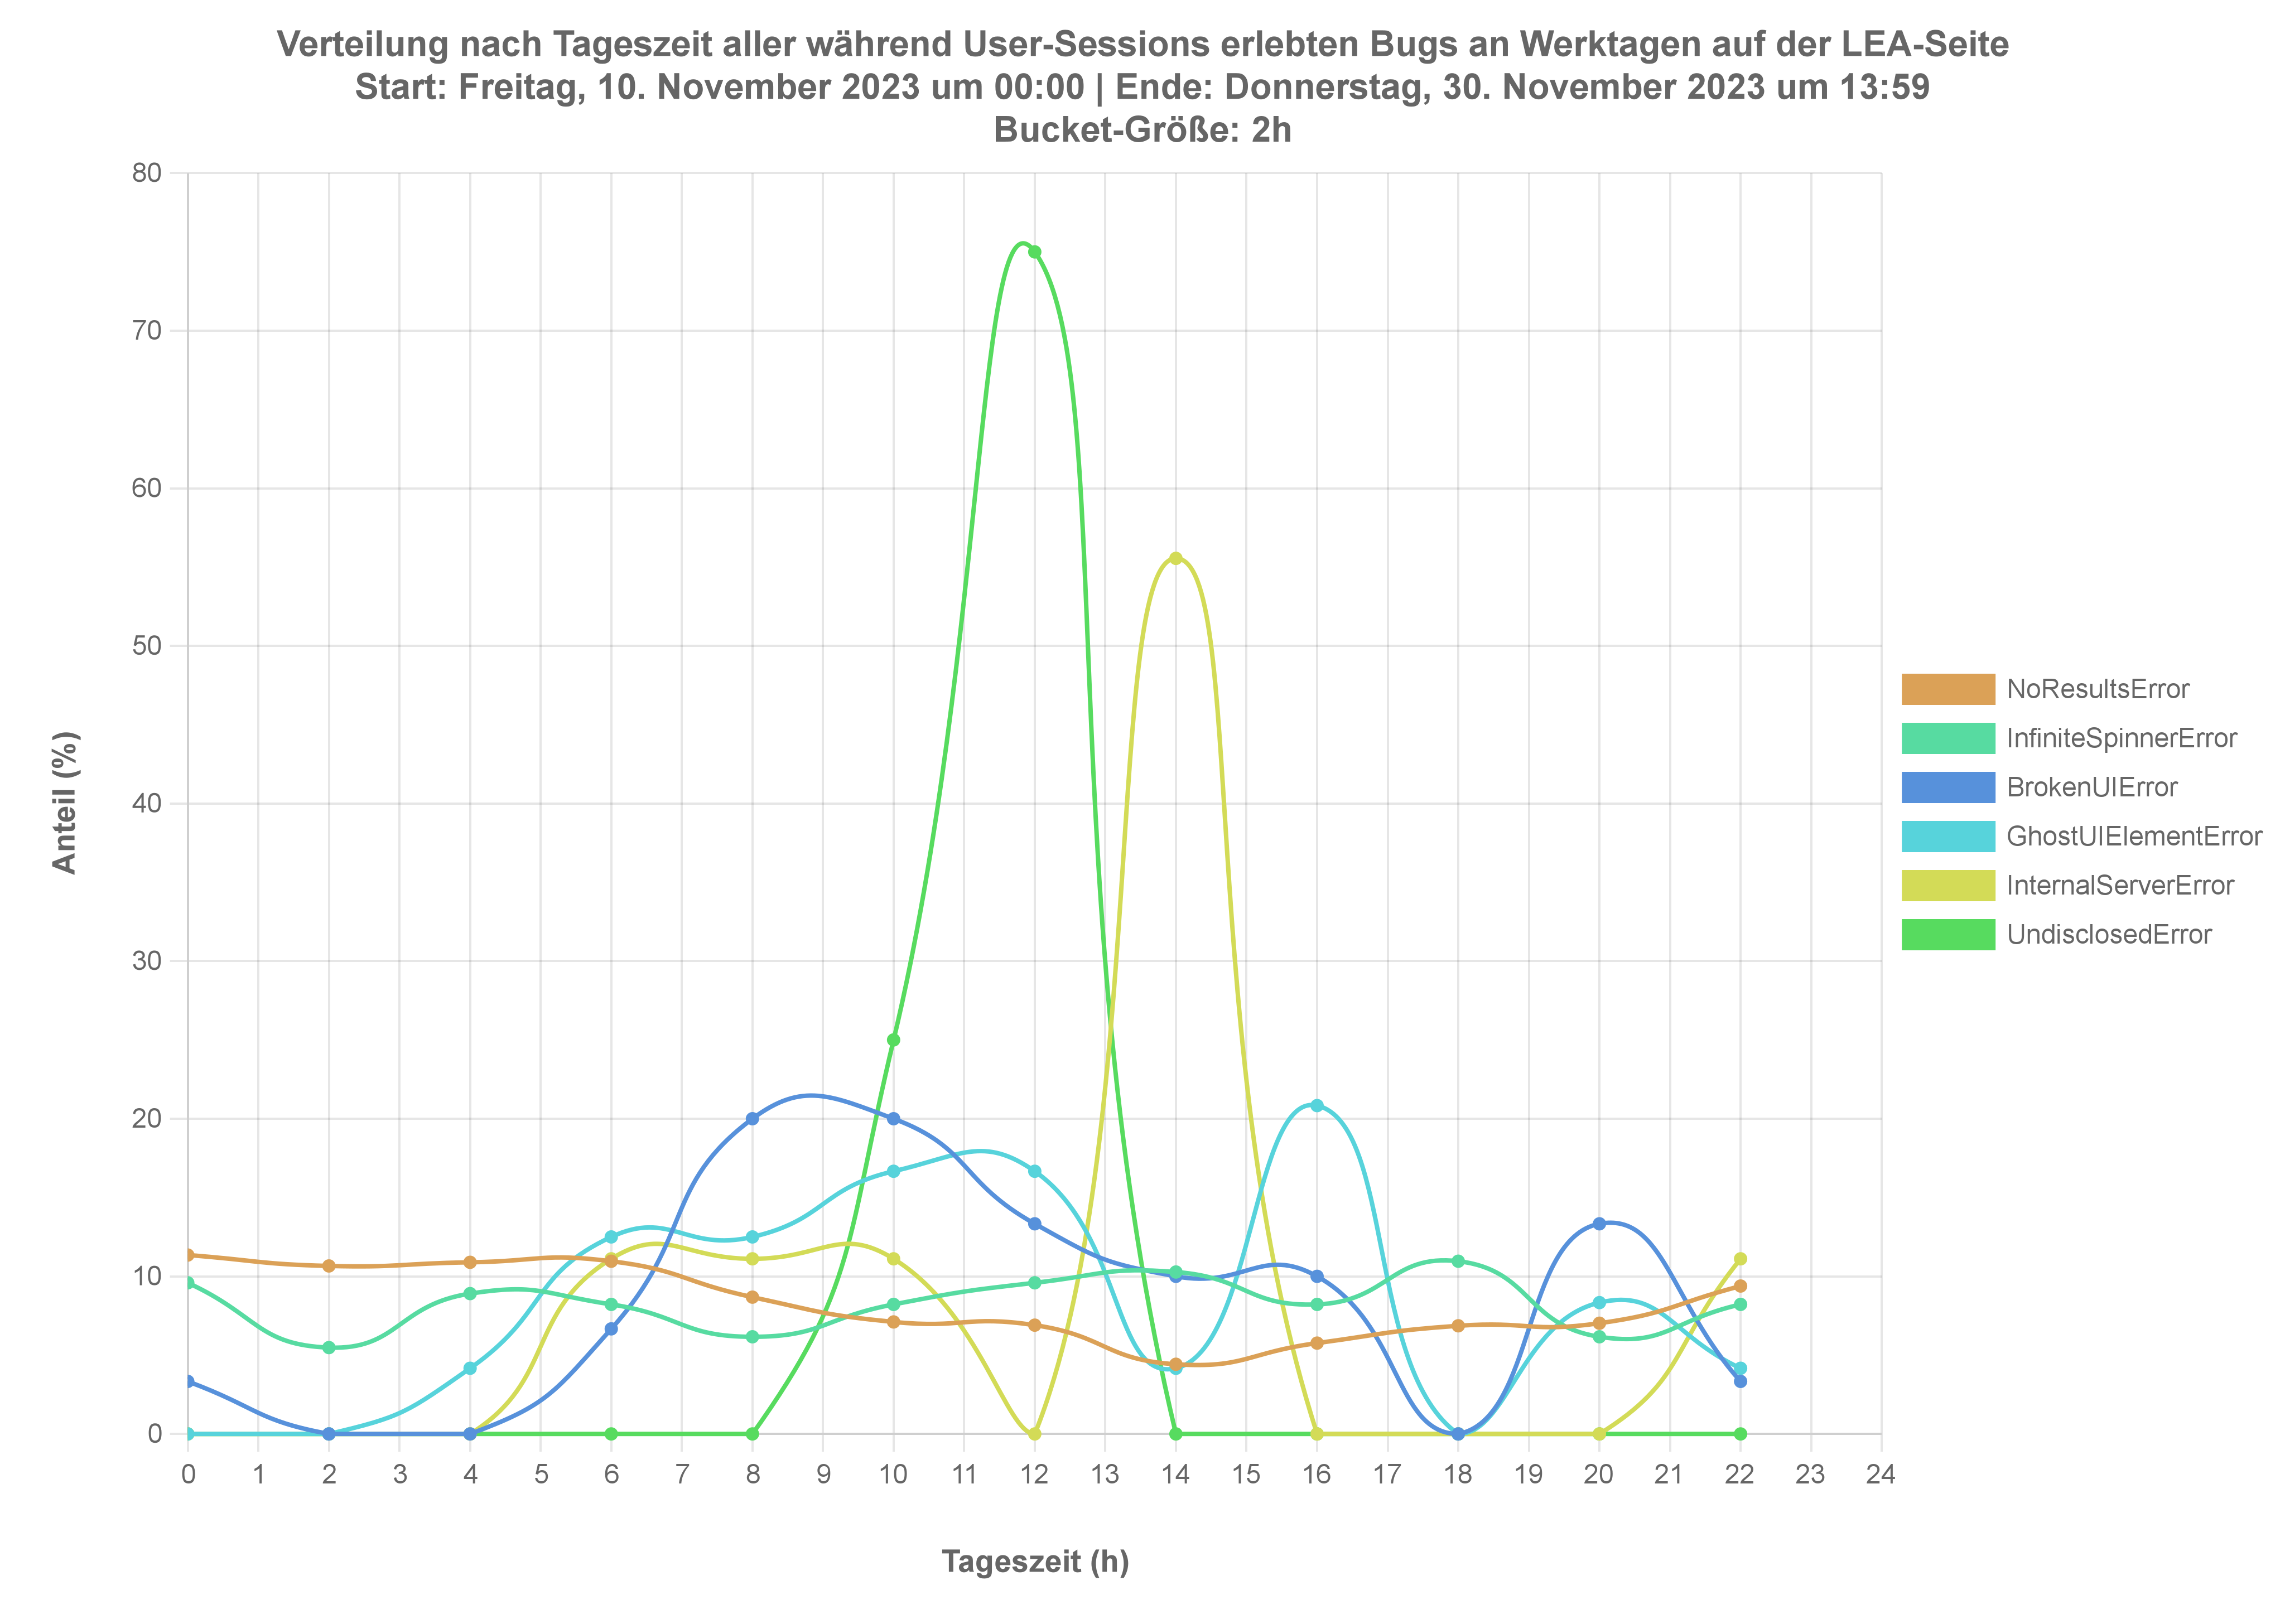 Verteilung nach Tageszeit aller während User-Sessions erlebten Bugs an Werktagen auf der LEA-Seite
Start: Freitag, 10. November 2023 um 00:00 | Ende: Donnerstag, 30. November 2023 um 13:59
Bucket-Größe: 2h
80
70
60
50
40
30
20
10
0
Anteil (%)
0 1 2 3 4 5 6 7 8 9 10 11 12 13 14 15 16 17 18 19 20 21 22 23 24
Tageszeit (h)
NoResultsError
InfiniteSpinnerError
BrokenUIError
GhostUIElementError
InternalServerError
UndisclosedError